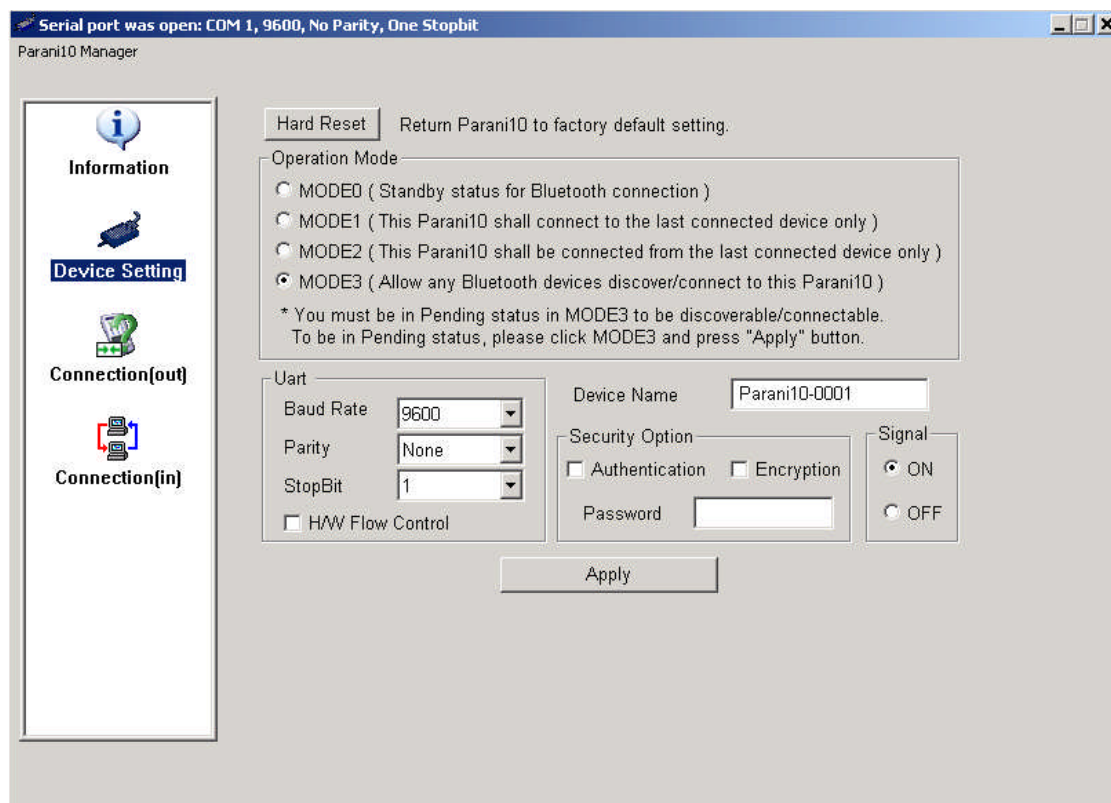 Serial port was open: COM 1, 9600, No Parity, One Stopbit
Parani10 Manager
Information
Device Setting
Connection(out)
Connection(in)
Hard Reset Return Parani10 to factory default setting.
Operation Mode
MODE0 ( Standby status for Bluetooth connection )
MODE1 ( This Parani10 shall connect to the last connected device only )
MODE2 ( This Parani10 shall be connected from the last connected device only )
MODE3 ( Allow any Bluetooth devices discover/connect to this Parani10 )
* You must be in Pending status in MODE3 to be discoverable/connectable.
To be in Pending status, please click MODE3 and press "Apply" button.
Uart
Baud Rate 9600
Parity None
StopBit 1
H/W Flow Control
Device Name Parani10-0001
Security Option
Authentication Encryption
Password
Signal
ON
OFF
Apply